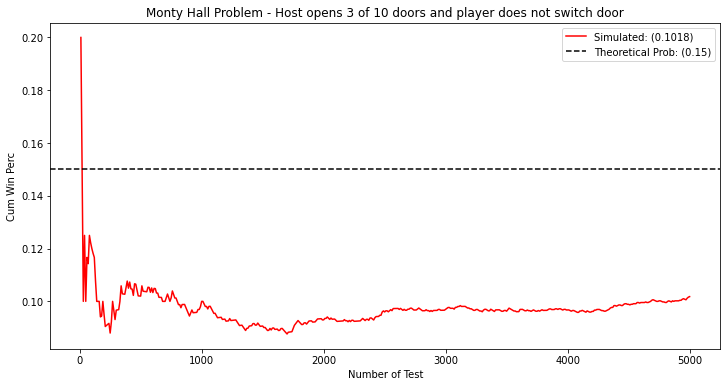 Monty Hall Problem - Host opens 3 of 10 doors and player does not switch door
Simulated: (0.1018)
Theoretical Prob: (0.15)
Cum Win Perc
0.20
0.18
0.16
0.14
0.12
0.10
0
1000
2000
3000
4000
5000
Number of Test